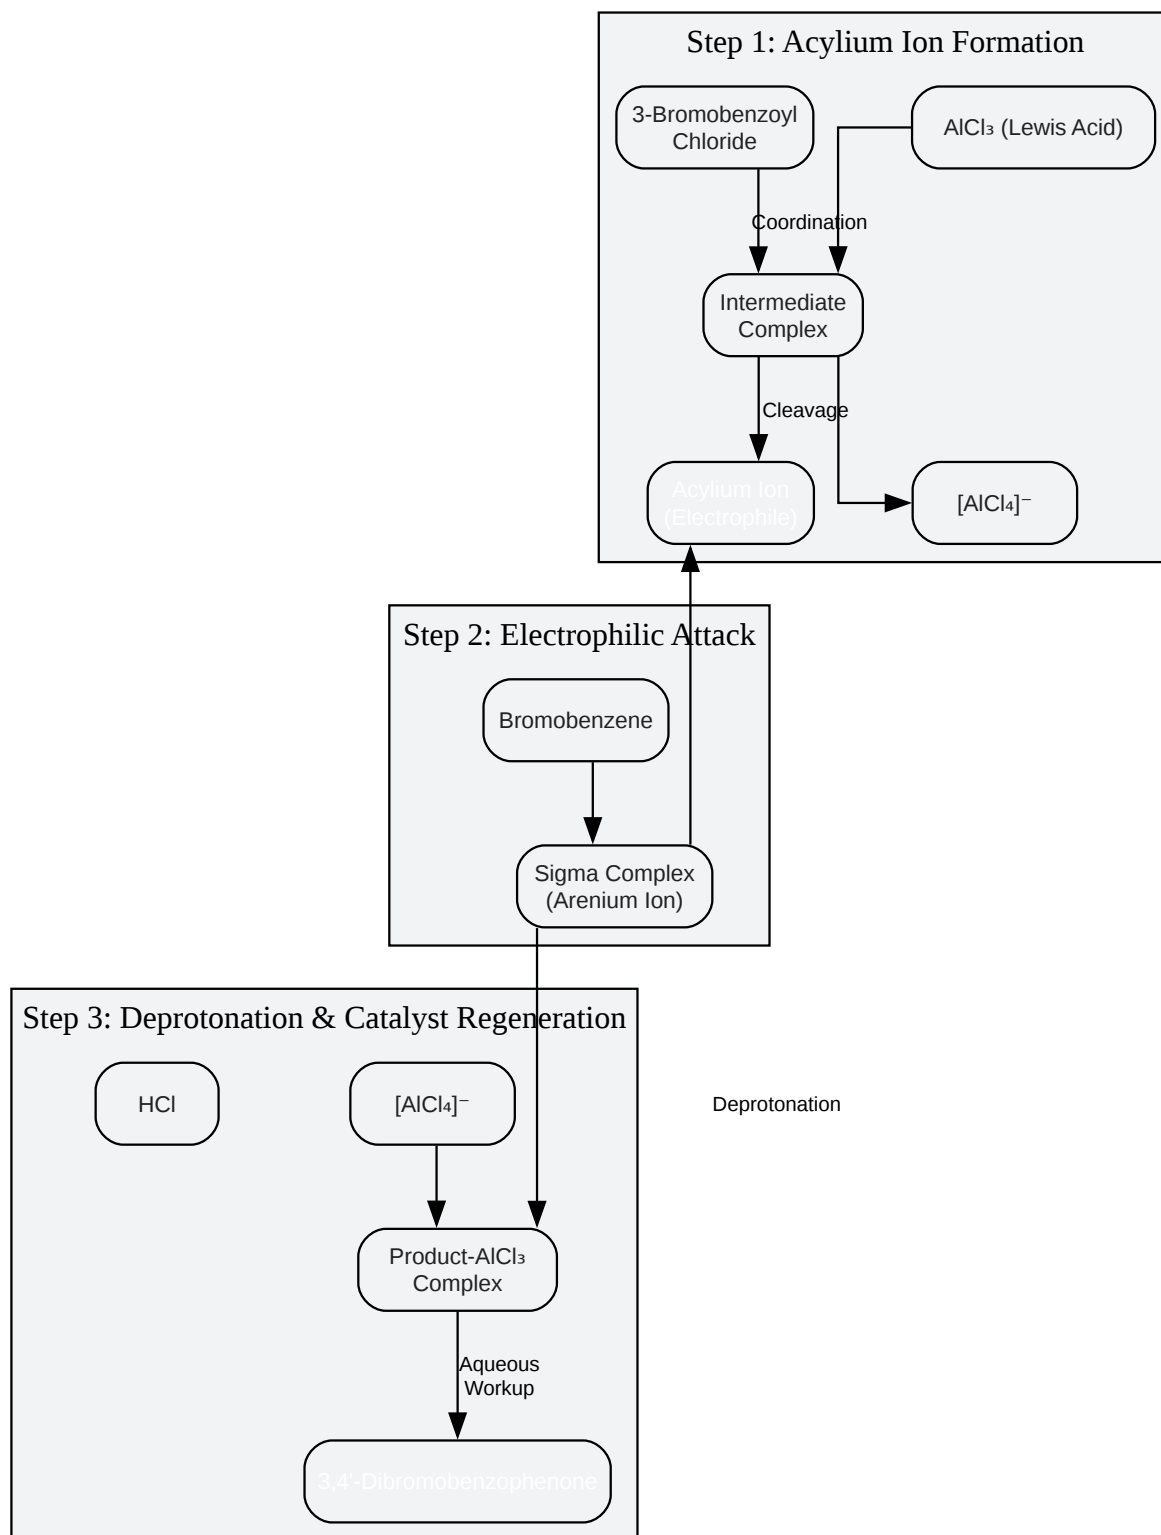 Step 1: Acylium Ion Formation
3-Bromobenzoyl
Chloride
AlCl₃ (Lewis Acid)
Coordination
Intermediate
Complex
Cleavage
Acylium Ion
(Electrophile)
[AlCl₄]⁻
Step 2: Electrophilic Attack
Bromobenzene
Sigma Complex
(Arenium Ion)
Step 3: Deprotonation & Catalyst Regeneration
HCl
[AlCl₄]⁻
Deprotonation
Product-AlCl₃
Complex
Aqueous
Workup
3,4'-Dibromobenzophenone